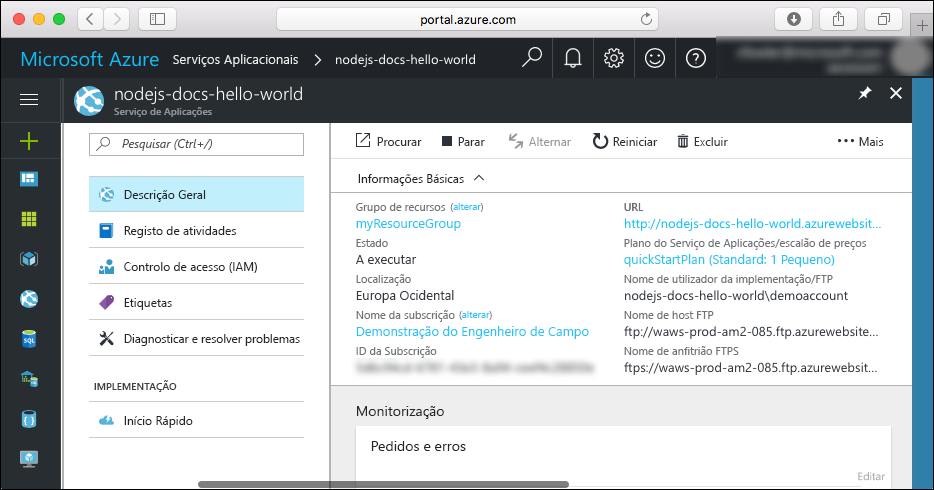 portal.azure.com
Microsoft Azure Serviços Aplicacionais > nodejs-docs-hello-world
nodejs-docs-hello-world
Serviço de Aplicações
Pesquisar (Ctrl+/)
Descrição Geral
Registo de atividades
Controlo de acesso (IAM)
Etiquetas
Diagnosticar e resolver problemas
IMPLEMENTAÇÃO
Início Rápido
Procurar Parar Alternar Reiniciar Excluir ••• Mais
Informações Básicas
Grupo de recursos (alterar)
myResourceGroup
Estado
A executar
Localização
Europa Ocidental
Nome da subscrição (alterar)
Demonstração do Engenheiro de Campo
ID da Subscrição
URL
http://nodejs-docs-hello-world.azurewebsit...
Plano do Serviço de Aplicações/escalão de preços
quickStartPlan (Standard: 1 Pequeno)
Nome de utilizador da implementação/FTP
nodejs-docs-hello-world\demoaccount
Nome de host FTP
ftp://waws-prod-am2-085.ftp.azurewebsite...
Nome de anfitrião FTPS
ftps://waws-prod-am2-085.ftp.azurewebsite...
Monitorização
Pedidos e erros
Editar
SQL